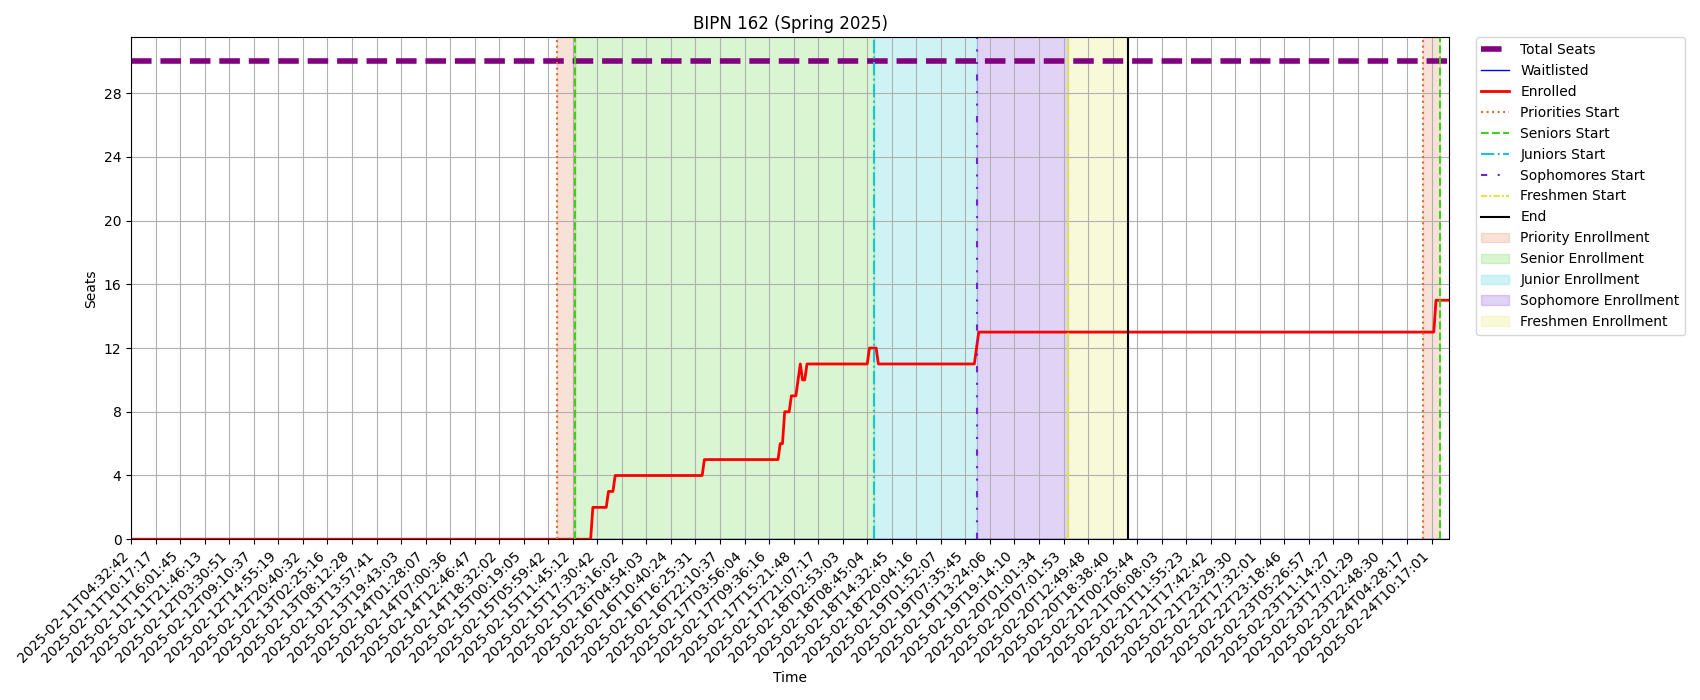 BIPN 162 (Spring 2025)
Seats
28
24
20
16
12
8
4
0
2025-02-11T04:32:42
2025-02-11T10:17:17
2025-02-11T16:01:45
2025-02-11T21:46:13
2025-02-12T03:30:51
2025-02-12T09:10:37
2025-02-12T14:55:19
2025-02-12T20:40:32
2025-02-13T02:25:16
2025-02-13T08:12:28
2025-02-13T13:57:41
2025-02-13T19:43:03
2025-02-14T01:28:07
2025-02-14T07:00:36
2025-02-14T12:46:47
2025-02-14T18:32:02
2025-02-15T00:19:05
2025-02-15T05:59:42
2025-02-15T11:45:12
2025-02-15T17:30:42
2025-02-15T23:16:02
2025-02-16T04:54:03
2025-02-16T10:40:24
2025-02-16T16:25:31
2025-02-16T22:10:37
2025-02-17T03:56:04
2025-02-17T09:36:16
2025-02-17T15:21:48
2025-02-17T21:07:17
2025-02-18T02:53:03
2025-02-18T08:45:04
2025-02-18T14:32:45
2025-02-18T20:04:16
2025-02-19T01:52:07
2025-02-19T07:35:45
2025-02-19T13:24:06
2025-02-19T19:14:10
2025-02-20T01:01:34
2025-02-20T07:01:53
2025-02-20T12:49:48
2025-02-20T18:38:40
2025-02-21T00:25:44
2025-02-21T06:08:03
2025-02-21T11:55:23
2025-02-21T17:42:42
2025-02-21T23:29:30
2025-02-22T17:32:01
2025-02-22T23:18:46
2025-02-23T05:26:57
2025-02-23T11:14:27
2025-02-23T17:01:29
2025-02-23T22:48:30
2025-02-24T04:28:17
2025-02-24T10:17:01
Time
Total Seats
Waitlisted
Enrolled
Priorities Start
Seniors Start
Juniors Start
Sophomores Start
Freshmen Start
End
Priority Enrollment
Senior Enrollment
Junior Enrollment
Sophomore Enrollment
Freshmen Enrollment